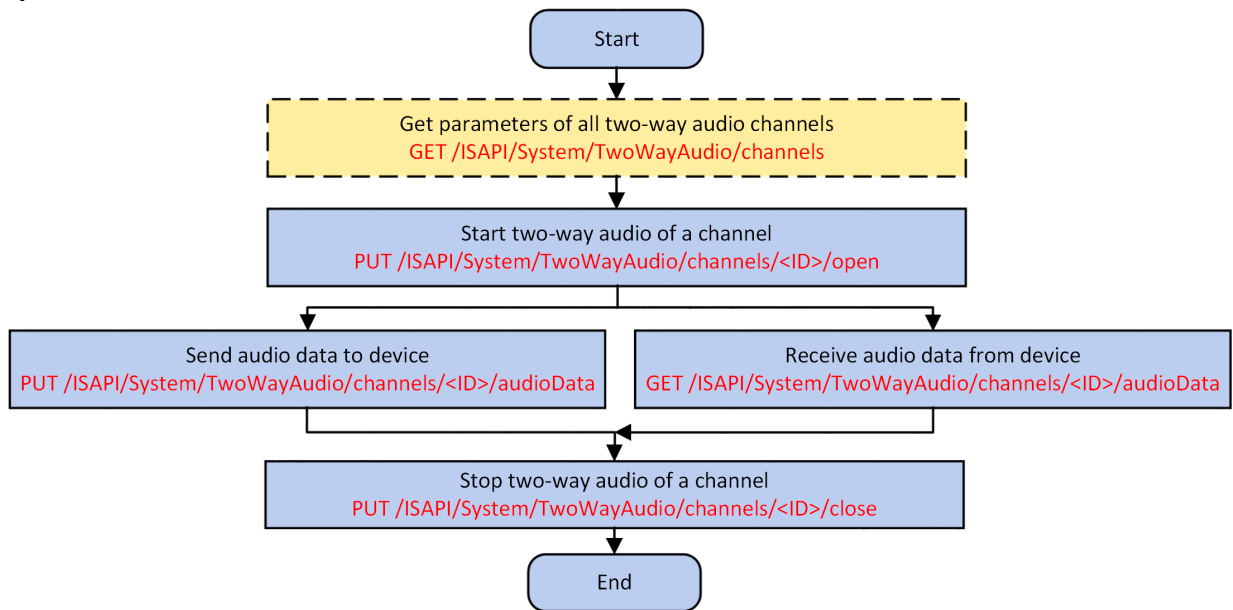 Start
Get parameters of all two-way audio channels
GET /ISAPI/System/TwoWayAudio/channels
Start two-way audio of a channel
PUT /ISAPI/System/TwoWayAudio/channels/<ID>/open
Send audio data to device
PUT /ISAPI/System/TwoWayAudio/channels/<ID>/audioData
Receive audio data from device
GET /ISAPI/System/TwoWayAudio/channels/<ID>/audioData
Stop two-way audio of a channel
PUT /ISAPI/System/TwoWayAudio/channels/<ID>/close
End